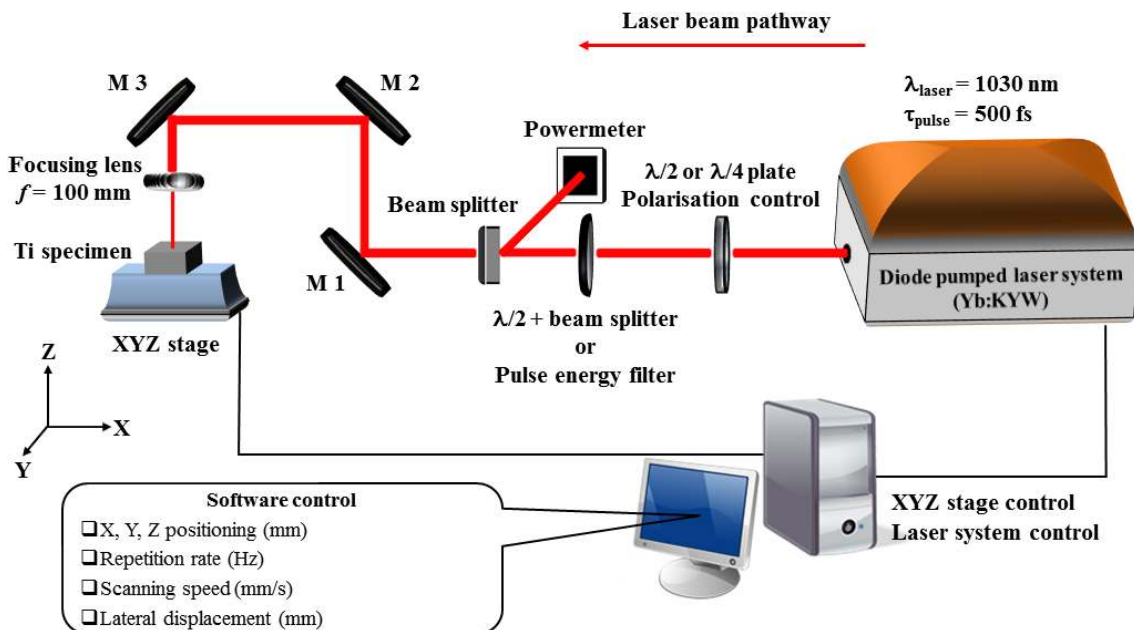 Laser beam pathway
λlaser = 1030 nm
τpulse = 500 fs
M 3
M 2
Powermeter
Focusing lens
f = 100 mm
λ/2 or λ/4 plate
Polarisation control
Beam splitter
Ti specimen
M 1
Diode pumped laser system
(Yb:KYW)
λ/2 + beam splitter
or
Pulse energy filter
XYZ stage
Z
X
Y
XYZ stage control
Laser system control
Software control
❑X, Y, Z positioning (mm)
❑Repetition rate (Hz)
❑Scanning speed (mm/s)
❑Lateral displacement (mm)